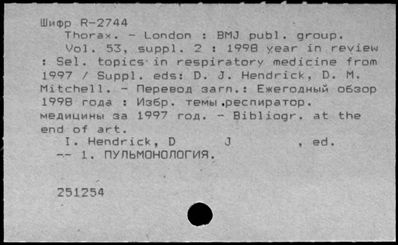 Шифр R-2744
Thorax. - London : BMJ publ. group.
Vol. 53, suppl. 2 : 1998 year in review
: Sel. topics in respiratory medicine from
1997 / Suppl. eds: D. J. Hendrick, D. M.
Mitchell. - Перевод загл.: Ежегодный обзор
1998 года : Избр. темы респиратор.
медицины за 1997 год. - Bibliogr. at the
end of art.
I. Hendrick, D J , ed.
-- 1. ПУЛЬМОНОЛОГИЯ.
251254